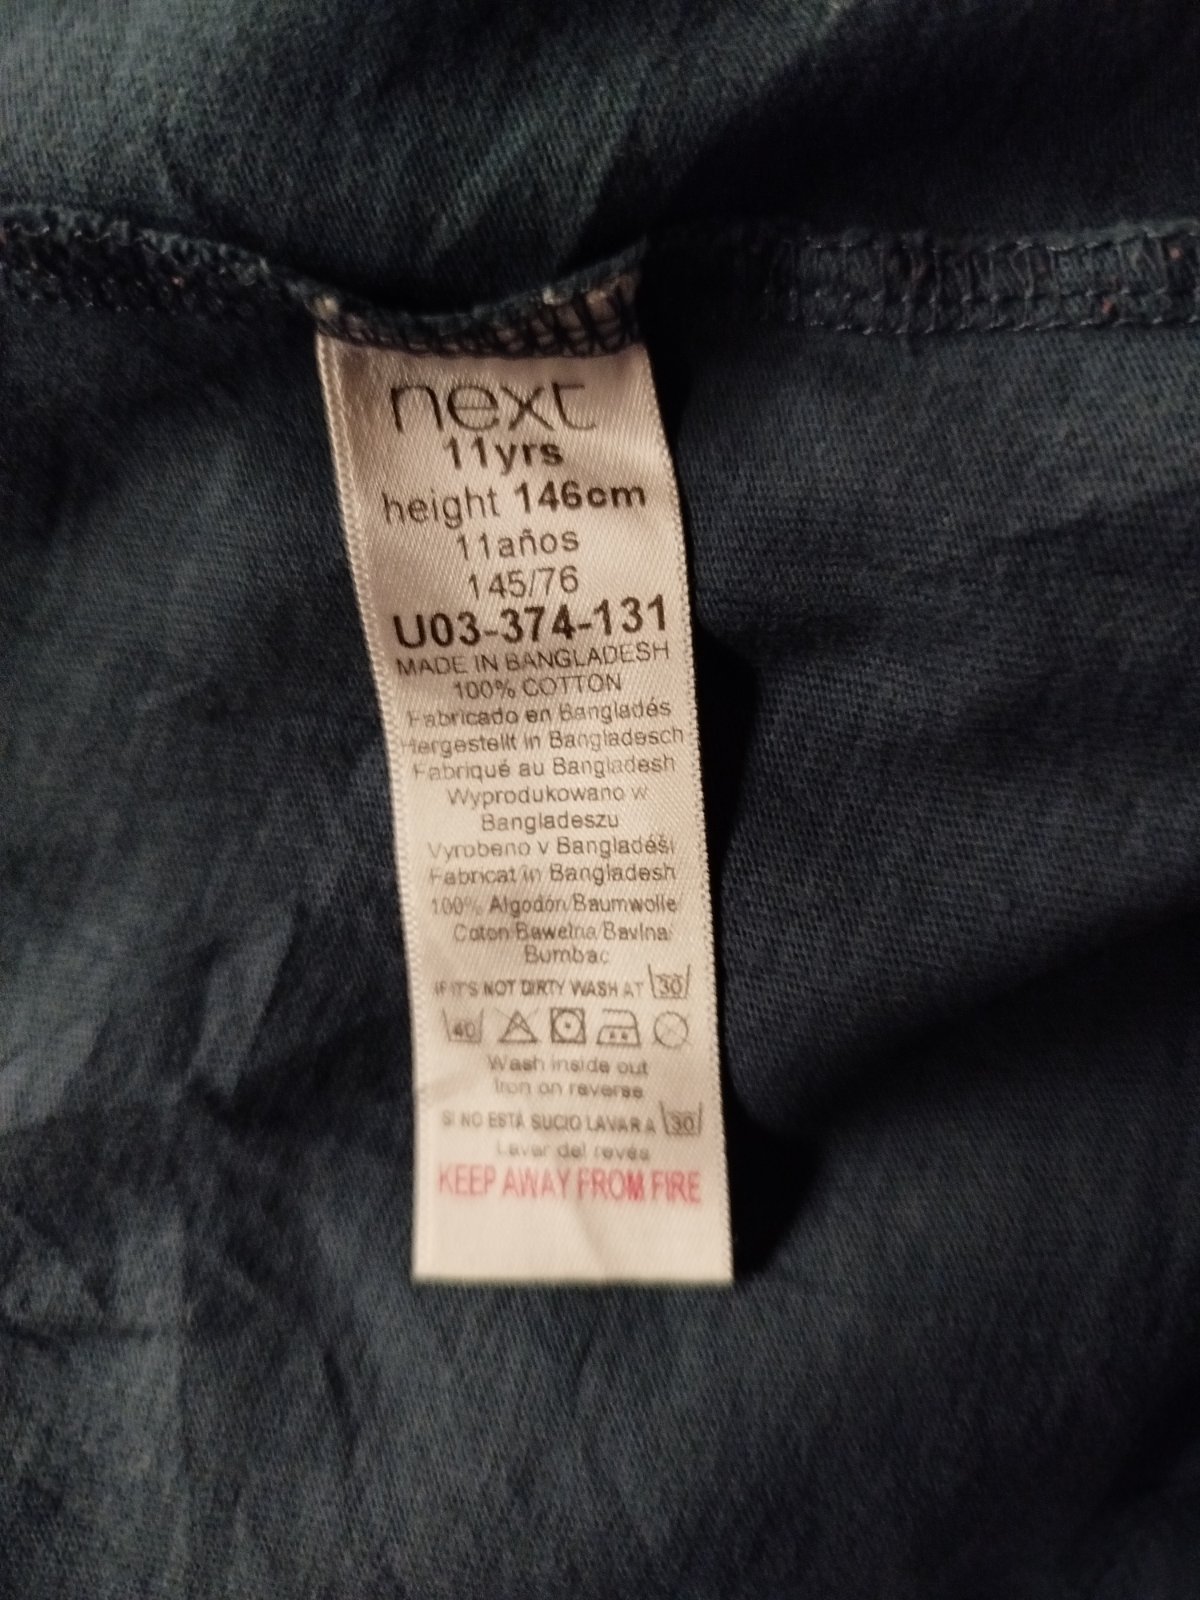 next
11yrs
height 146cm
11años
145/76
U03-374-131
MADE IN BANGLADESH
100% COTTON
Fabricado en Bangladés
Hergestellt in Bangladesch
Fabriqué au Bangladesh
Wyprodukowano w
Bangladeszu
Vyrobeno v Bangladéši
Fabricat in Bangladesh
100% Algodón/Baumwolle/
Coton/Bawełna/Bavlna/
Bumbac
IF IT'S NOT DIRTY WASH AT 30
40
Wash inside out
Iron on reverse
SI NO ESTÁ SUCIO LAVAR A 30
Lavar del revés
KEEP AWAY FROM FIRE